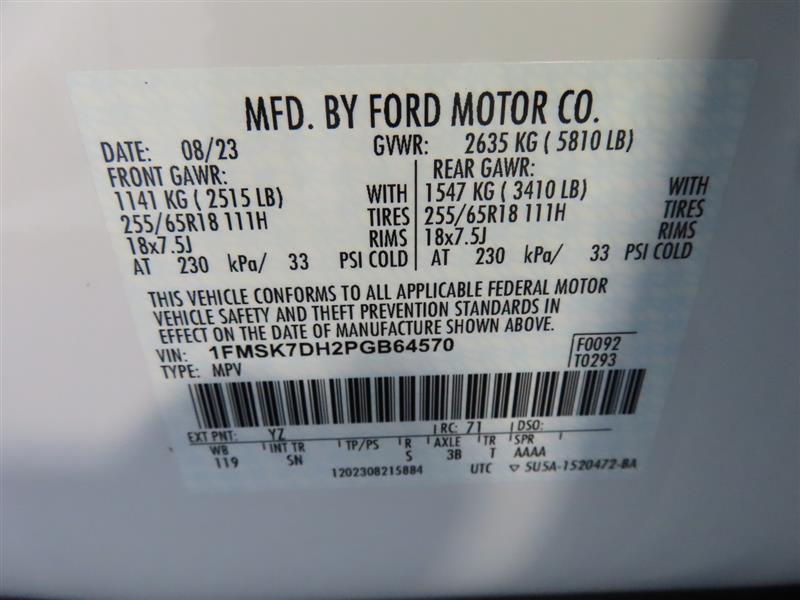 MFD. BY FORD MOTOR CO.
DATE: 08/23 GVWR: 2635 KG ( 5810 LB)
FRONT GAWR: REAR GAWR:
1141 KG ( 2515 LB) WITH 1547 KG ( 3410 LB) WITH
255/65R18 111H TIRES 255/65R18 111H TIRES
18x7.5J RIMS 18x7.5J RIMS
AT 230 kPa/ 33 PSI COLD AT 230 kPa/ 33 PSI COLD
THIS VEHICLE CONFORMS TO ALL APPLICABLE FEDERAL MOTOR
VEHICLE SAFETY AND THEFT PREVENTION STANDARDS IN
EFFECT ON THE DATE OF MANUFACTURE SHOWN ABOVE.
VIN: 1FMSK7DH2PGB64570 F0092
TYPE: MPV T0293
EXT PNT: YZ RC: 71 DSO:
WB INT TR TP/PS R AXLE TR SPR
119 SN S 3B T AAAA
1202308215884 UTC ▽ 5U5A-1520472-BA